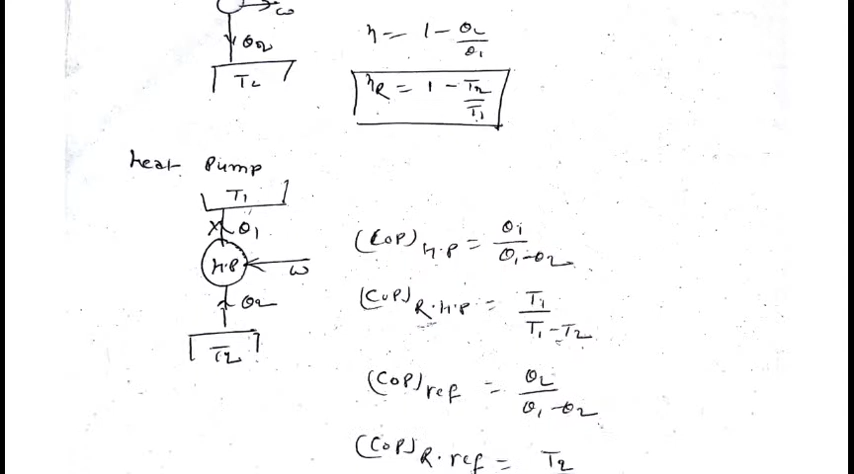 ω
Q₂
T₂
η = 1 - Q₂/Q₁
ηR = 1 - T₂/T₁
heat Pump
T₁
Q₁
H.P
ω
Q₂
T₂
(COP)H.P = Q₁/Q₁-Q₂
(COP)R.H.P = T₁/T₁-T₂
(COP)ref = Q₂/Q₁-Q₂
(COP)R.ref = T₂